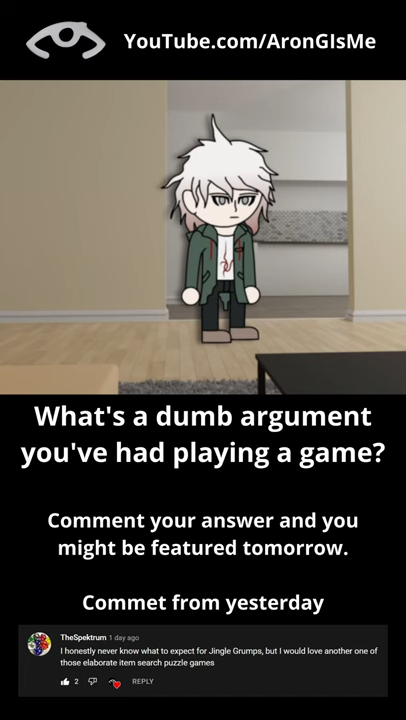 YouTube.com/AronGIsMe
What's a dumb argument
you've had playing a game?
Comment your answer and you
might be featured tomorrow.
Commet from yesterday
TheSpektrum 1 day ago
I honestly never know what to expect for Jingle Grumps, but I would love another one of
those elaborate item search puzzle games
2 REPLY